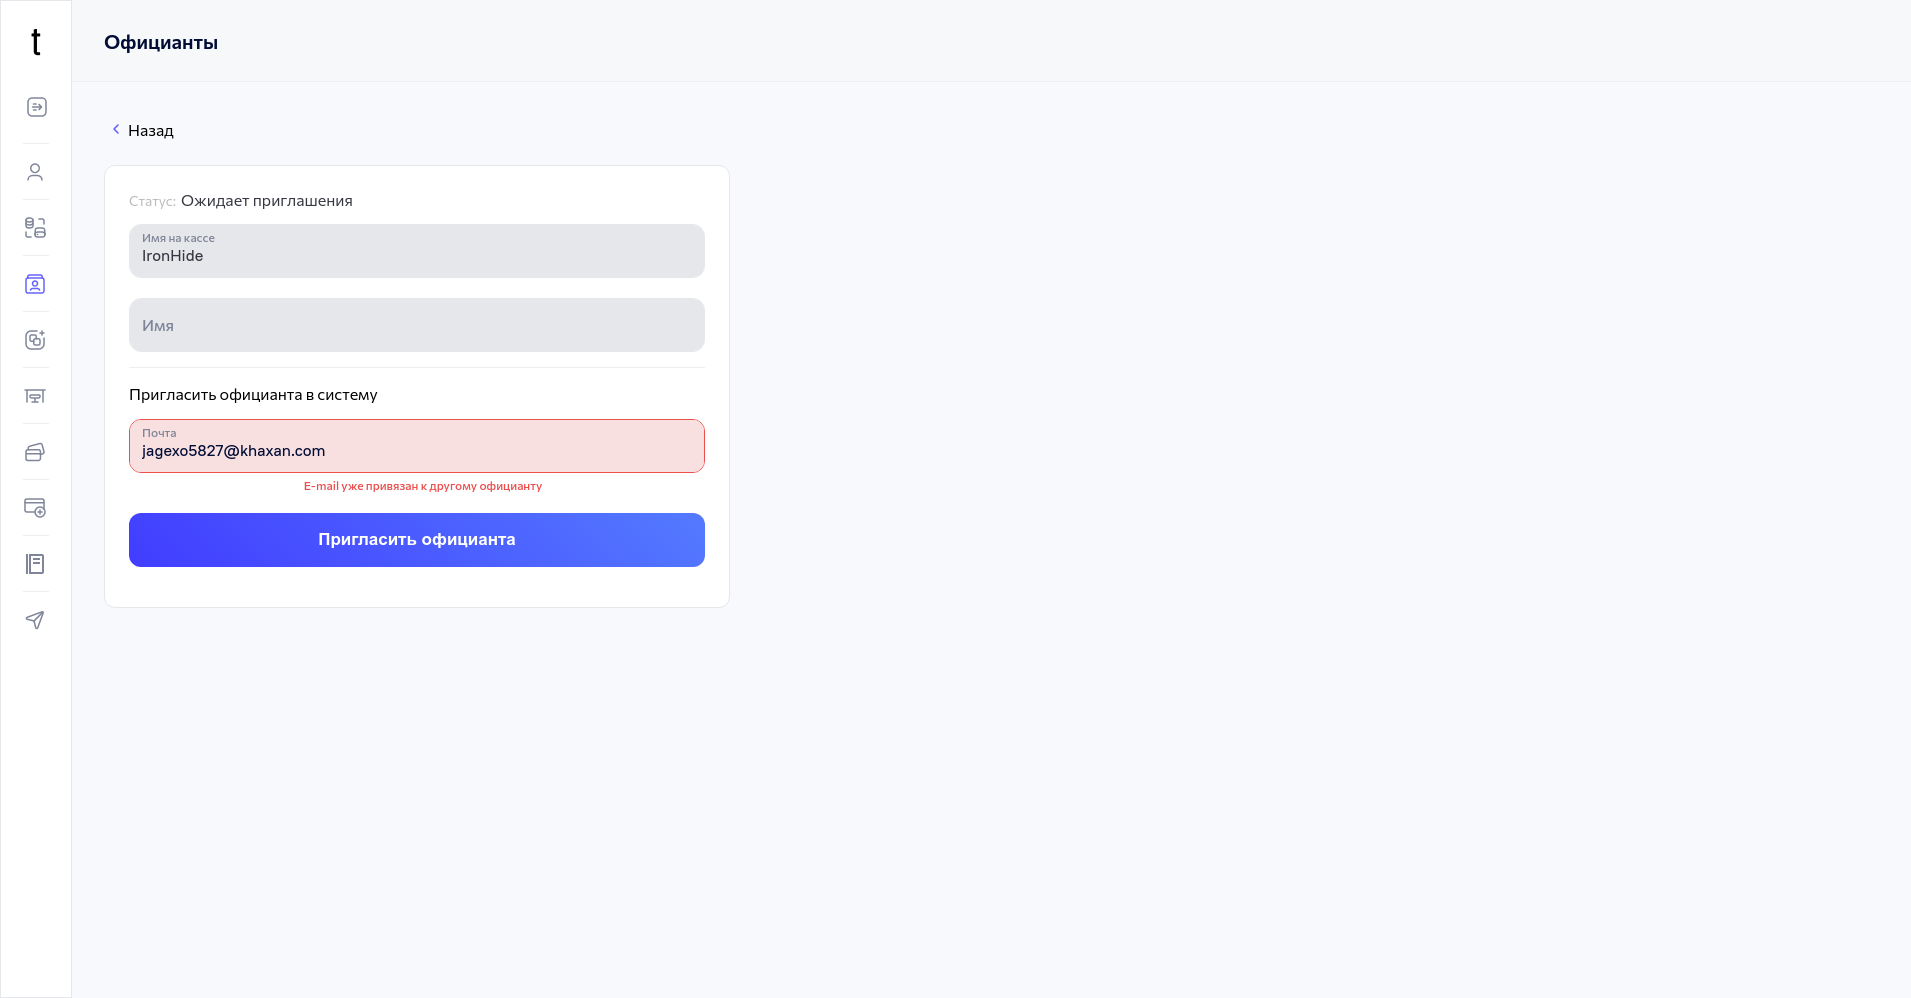 t
Официанты
Назад
Статус: Ожидает приглашения
Имя на кассе
IronHide
Имя
Пригласить официанта в систему
Почта
jagexo5827@khaxan.com
E-mail уже привязан к другому официанту
Пригласить официанта